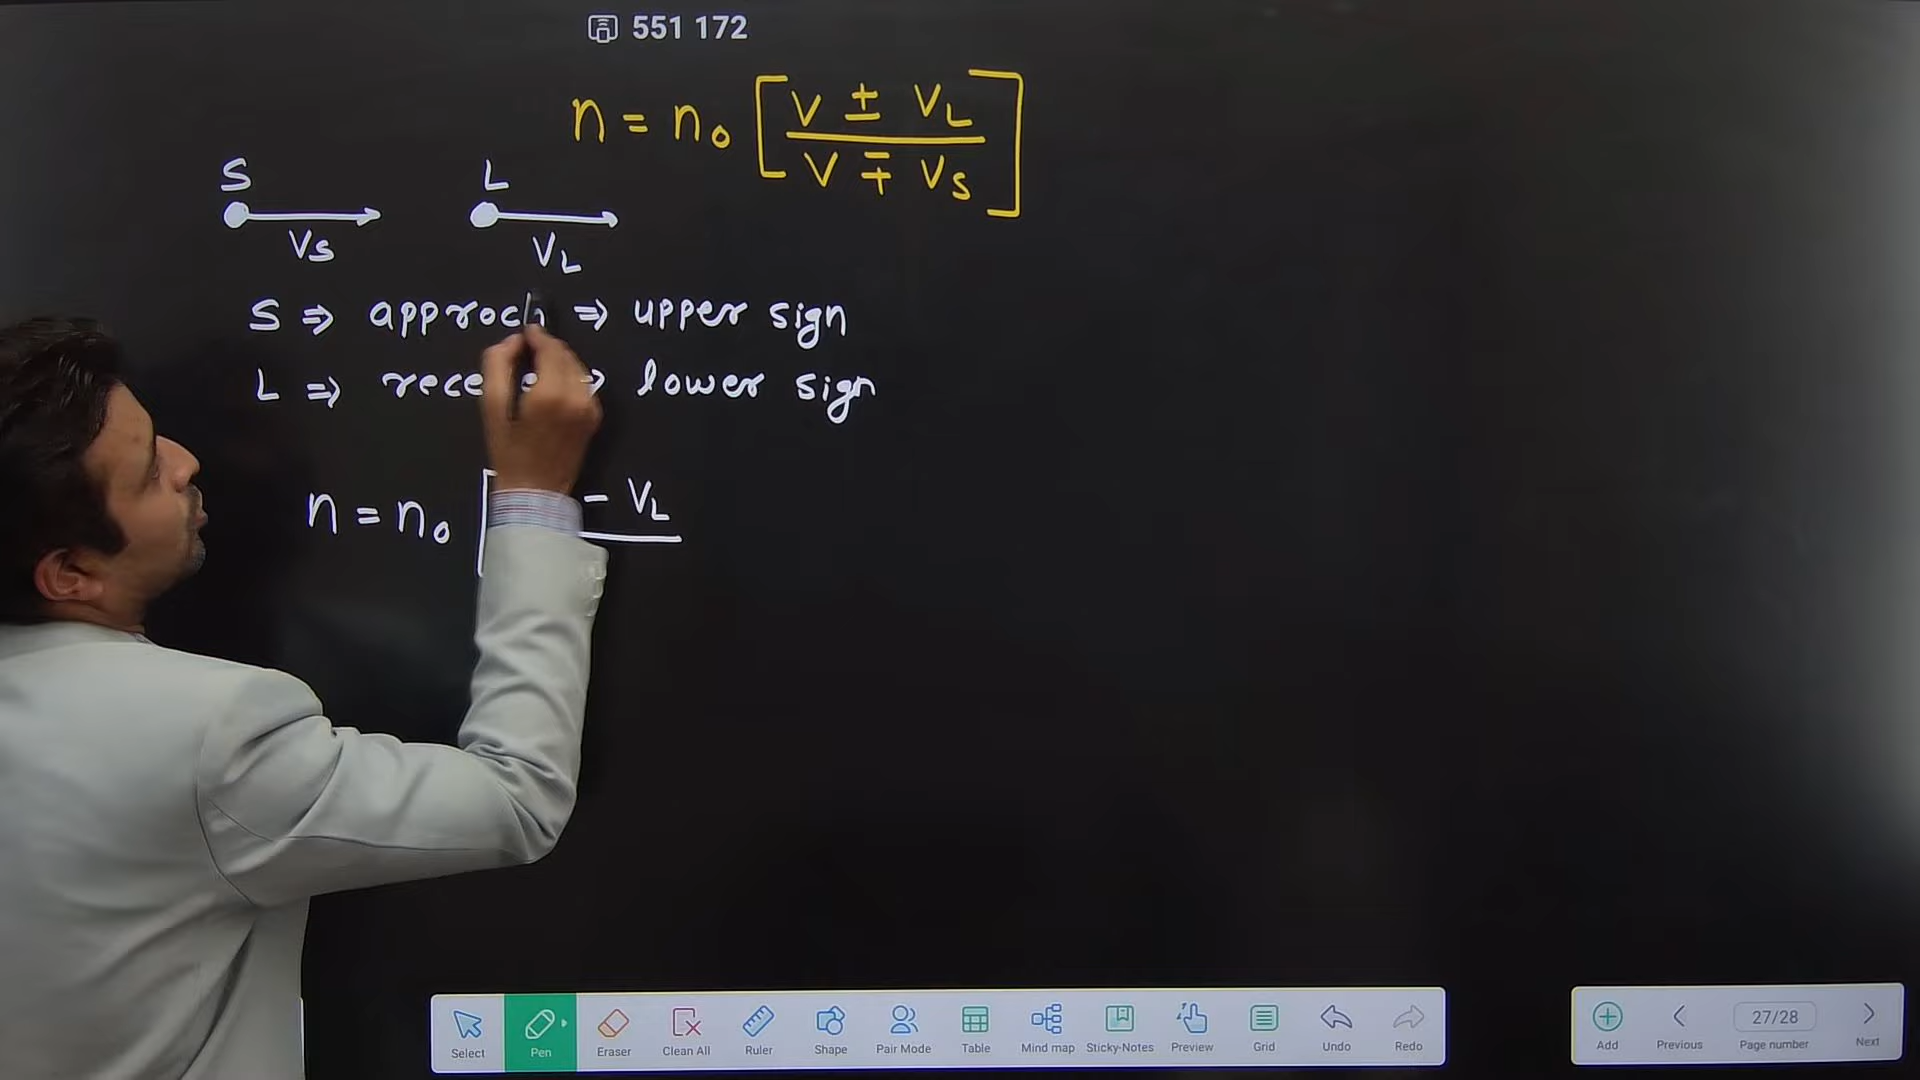 551 172
n = n₀ [ (V ± V_L) / (V ∓ V_S) ]
S L
V_S V_L
S ⇒ approch ⇒ upper sign
L ⇒ lower sign
n = n₀ [ - V_L
Select Pen Eraser Clean All Ruler Shape Pair Mode Table Mind map Sticky-Notes Preview Grid Undo Redo
Add Previous 27/28 Page number Next